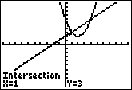 Intersection
X=1 Y=3